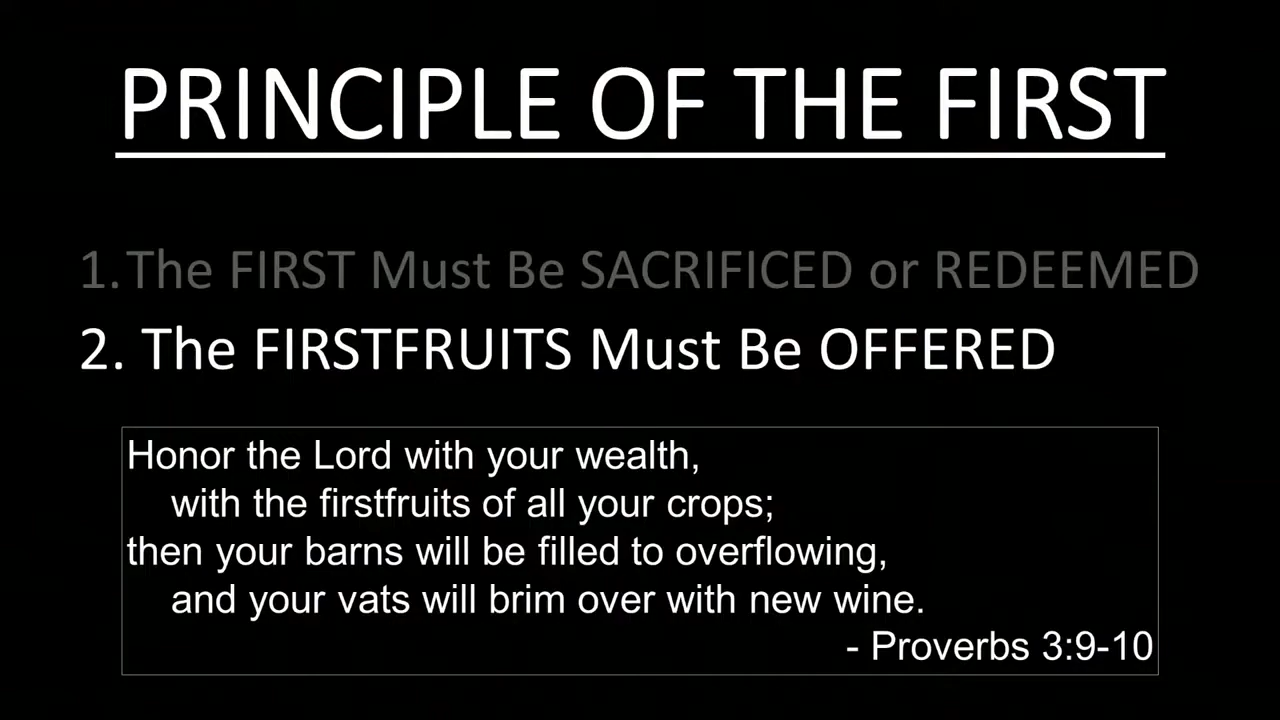 PRINCIPLE OF THE FIRST
1.The FIRST Must Be SACRIFICED or REDEEMED
2. The FIRSTFRUITS Must Be OFFERED
Honor the Lord with your wealth,
with the firstfruits of all your crops;
then your barns will be filled to overflowing,
and your vats will brim over with new wine.
- Proverbs 3:9-10